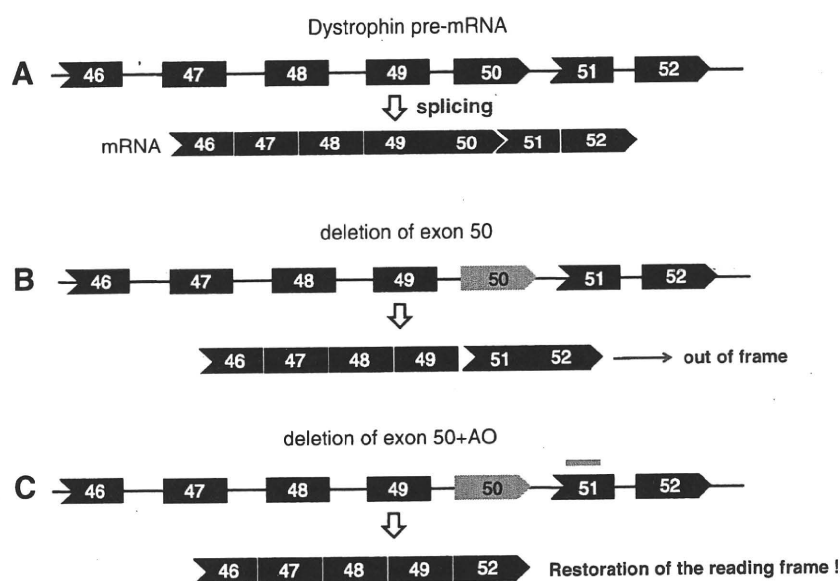 Dystrophin pre-mRNA
A 46 47 48 49 50 51 52
splicing
mRNA 46 47 48 49 50 51 52
deletion of exon 50
B 46 47 48 49 50 51 52
46 47 48 49 51 52 out of frame
deletion of exon 50+AO
C 46 47 48 49 50 51 52
46 47 48 49 52 Restoration of the reading frame !